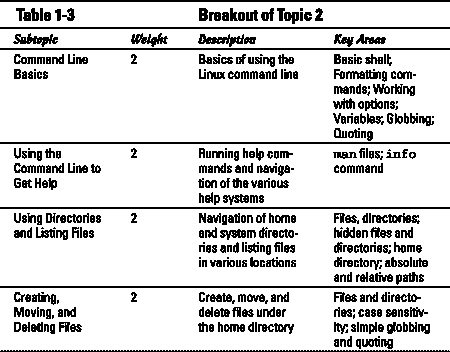 Table 1-3 Breakout of Topic 2
Subtopic Weight Description Key Areas
Command Line 2 Basics of using the Basic shell;
Basics Linux command line Formatting com-
mands; Working
with options;
Variables; Globbing;
Quoting
Using the 2 Running help com- man files; info
Command Line to mands and naviga- command
Get Help tion of the various
help systems
Using Directories 2 Navigation of home Files, directories;
and Listing Files and system directo- hidden files and
ries and listing files directories; home
in various locations directory; absolute
and relative paths
Creating, 2 Create, move, and Files and directo-
Moving, and delete files under ries; case sensitiv-
Deleting Files the home directory ity; simple globbing
and quoting